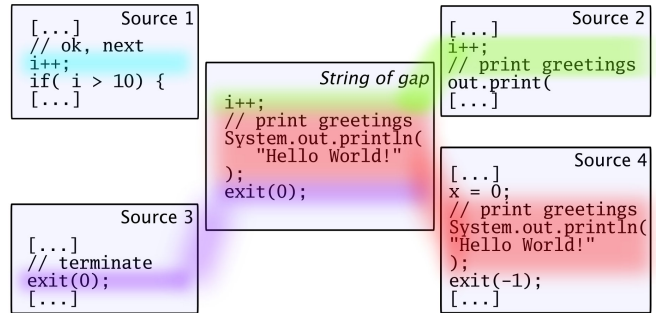 Source 1
[...]
// ok, next
i++;
if( i > 10) {
[...]
Source 2
[...]
i++;
// print greetings
out.print(
[...]
String of gap
i++;
// print greetings
System.out.println(
"Hello World!"
);
exit(0);
Source 3
[...]
// terminate
exit(0);
[...]
Source 4
[...]
x = 0;
// print greetings
System.out.println(
"Hello World!"
);
exit(-1);
[...]